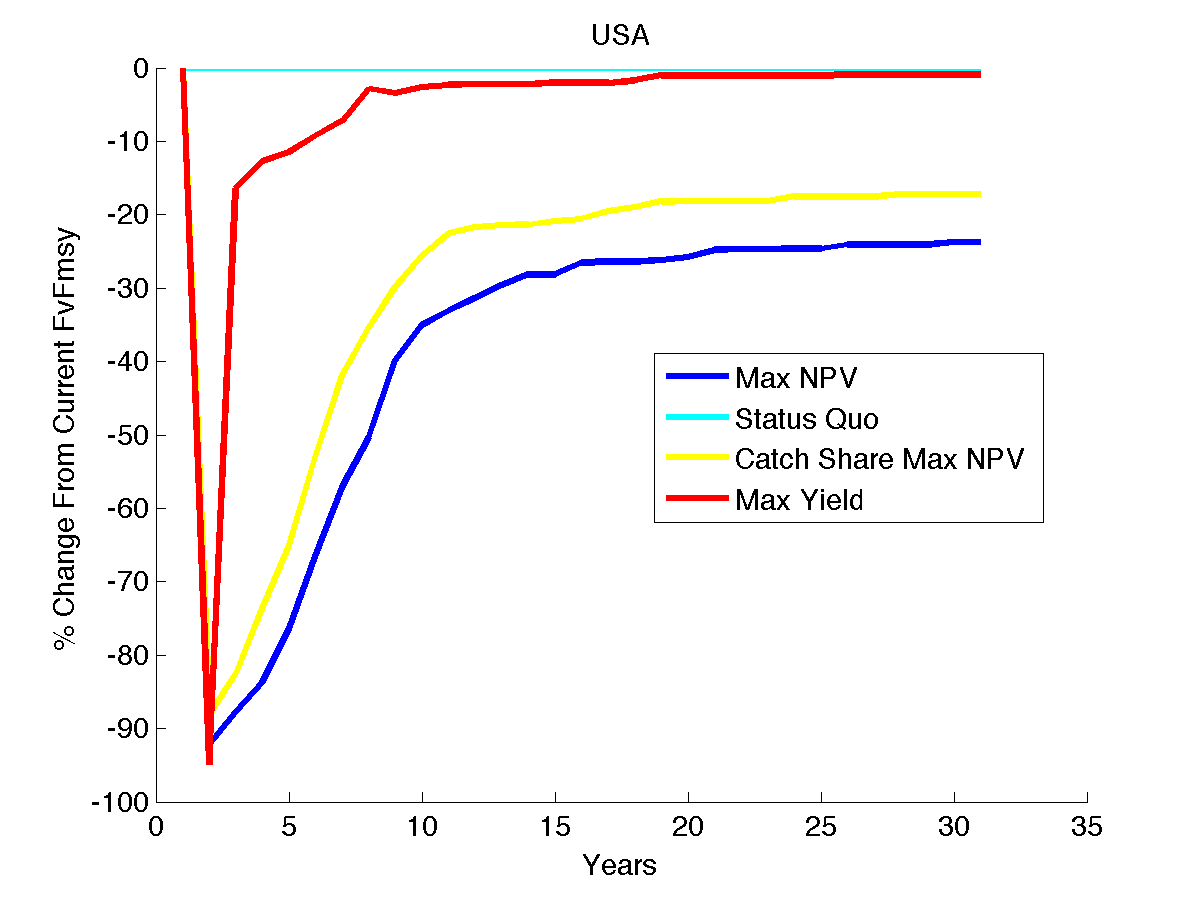 USA
0
-10
-20
-30
-40
-50
-60
-70
-80
-90
-100
% Change From Current FvFmsy
Max NPV
Status Quo
Catch Share Max NPV
Max Yield
0 5 10 15 20 25 30 35
Years